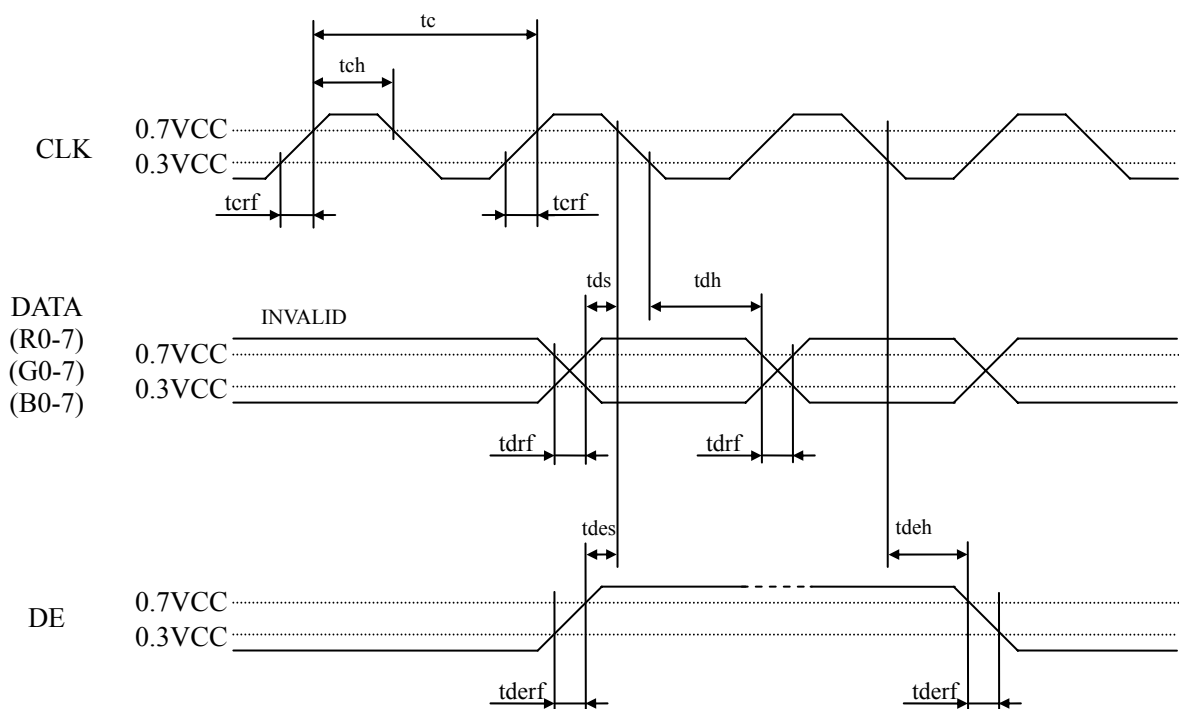 tc
tch
CLK
0.7VCC
0.3VCC
tcrf
tcrf
tds
tdh
DATA
(R0-7)
(G0-7)
(B0-7)
INVALID
0.7VCC
0.3VCC
tdrf
tdrf
tdes
tdeh
DE
0.7VCC
0.3VCC
tderf
tderf